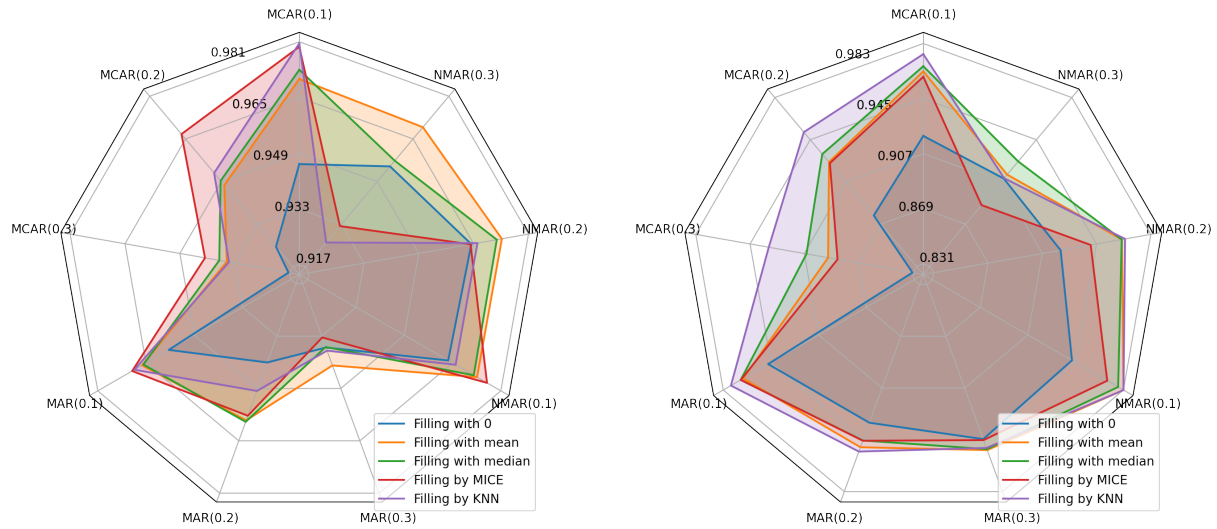 MCAR(0.1)
NMAR(0.3)
NMAR(0.2)
NMAR(0.1)
MAR(0.3)
MAR(0.2)
MAR(0.1)
MCAR(0.3)
MCAR(0.2)
0.981
0.965
0.949
0.933
0.917
Filling with 0
Filling with mean
Filling with median
Filling by MICE
Filling by KNN
MCAR(0.1)
NMAR(0.3)
NMAR(0.2)
NMAR(0.1)
MAR(0.3)
MAR(0.2)
MAR(0.1)
MCAR(0.3)
MCAR(0.2)
0.983
0.945
0.907
0.869
0.831
Filling with 0
Filling with mean
Filling with median
Filling by MICE
Filling by KNN